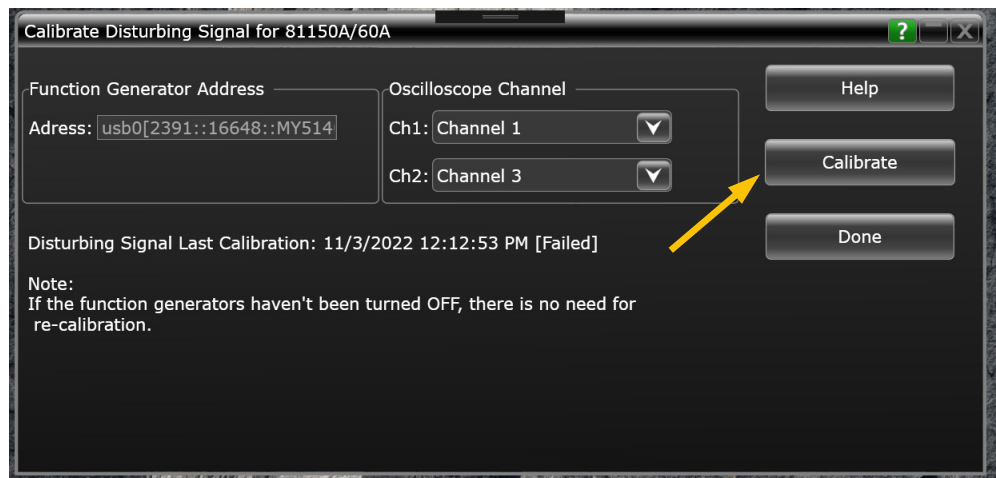 Calibrate Disturbing Signal for 81150A/60A
?
X
Function Generator Address
Adress: usb0[2391::16648::MY514
Oscilloscope Channel
Ch1: Channel 1
Ch2: Channel 3
Help
Calibrate
Done
Disturbing Signal Last Calibration: 11/3/2022 12:12:53 PM [Failed]
Note:
If the function generators haven't been turned OFF, there is no need for
re-calibration.